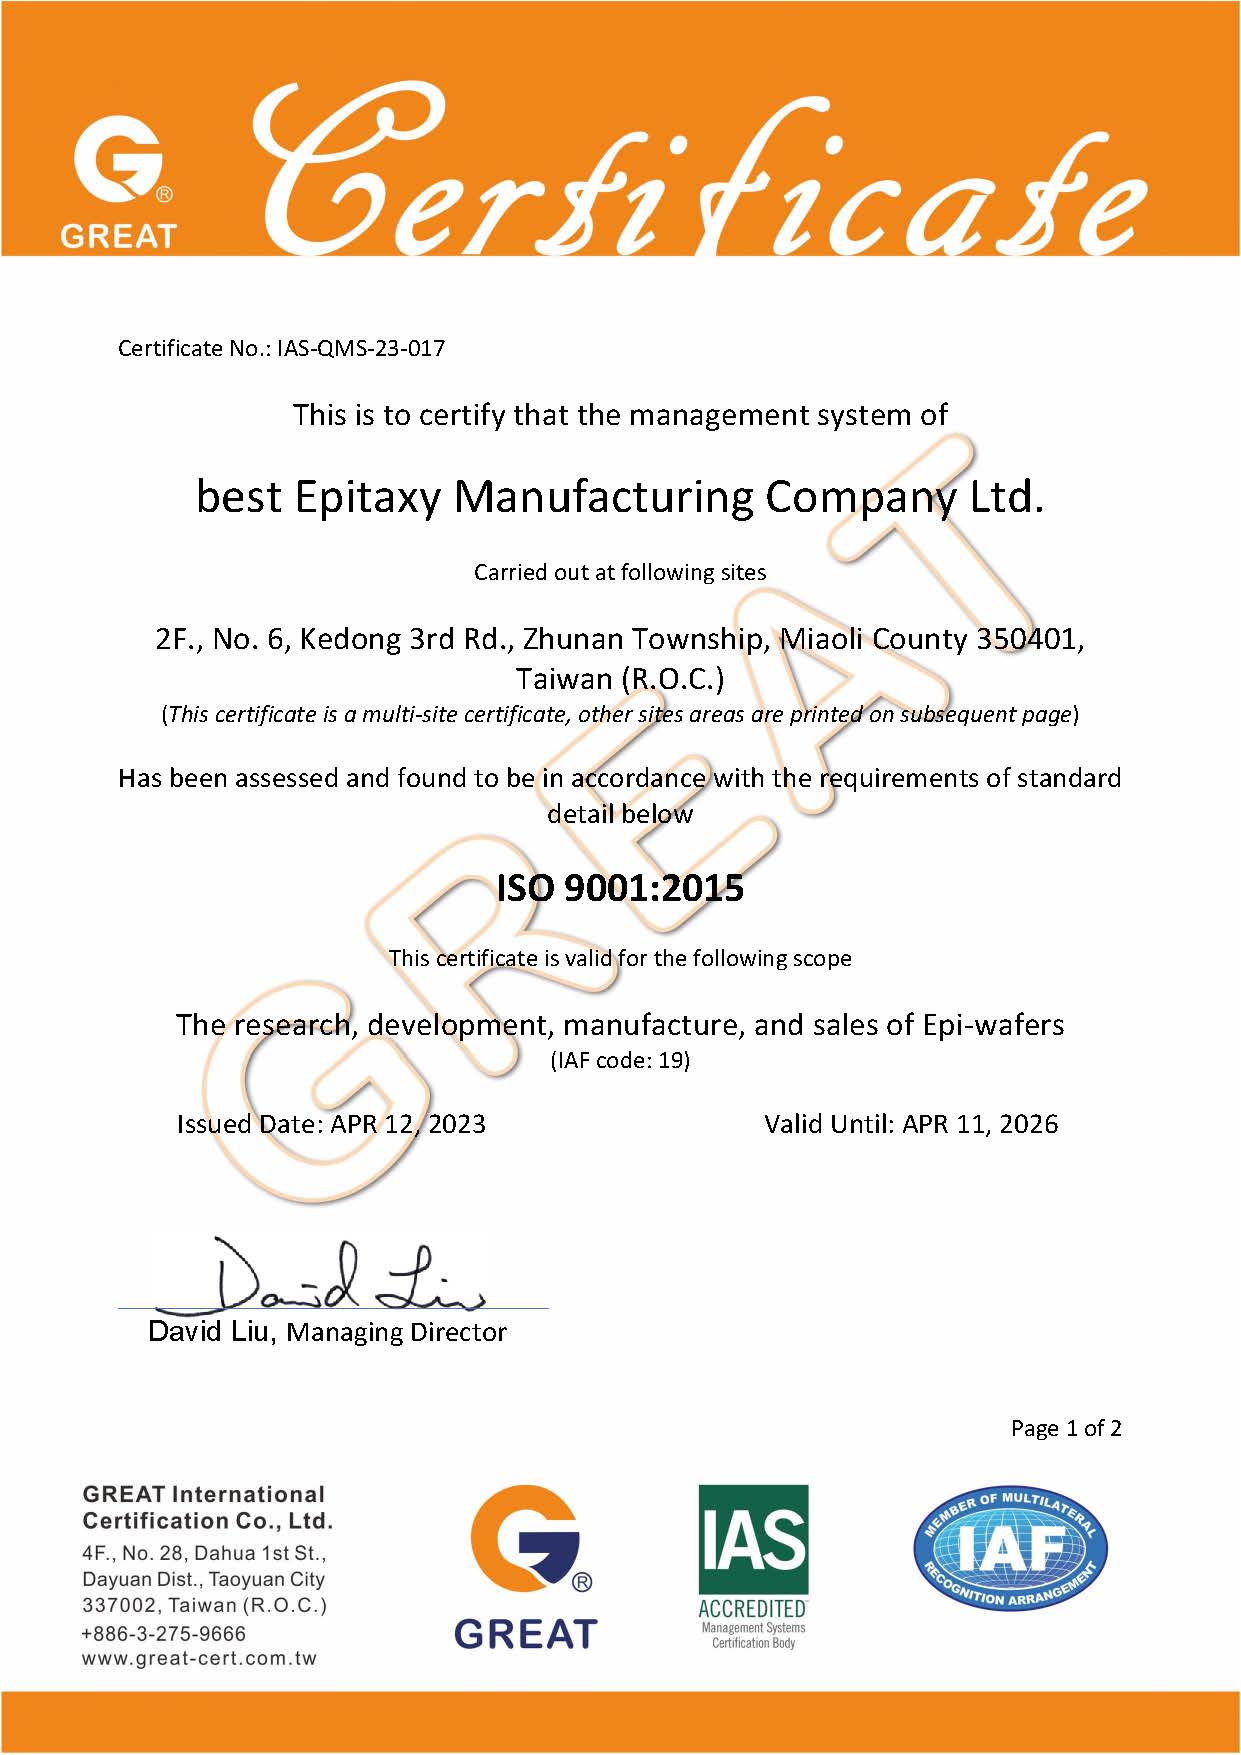 GREAT
®
Certificate
Certificate No.: IAS-QMS-23-017
This is to certify that the management system of
best Epitaxy Manufacturing Company Ltd.
Carried out at following sites
2F., No. 6, Kedong 3rd Rd., Zhunan Township, Miaoli County 350401,
Taiwan (R.O.C.)
(This certificate is a multi-site certificate, other sites areas are printed on subsequent page)
Has been assessed and found to be in accordance with the requirements of standard
detail below
ISO 9001:2015
This certificate is valid for the following scope
The research, development, manufacture, and sales of Epi-wafers
(IAF code: 19)
Issued Date: APR 12, 2023 Valid Until: APR 11, 2026
GREAT
David Liu
David Liu, Managing Director
Page 1 of 2
GREAT International
Certification Co., Ltd.
4F., No. 28, Dahua 1st St.,
Dayuan Dist., Taoyuan City
337002, Taiwan (R.O.C.)
+886-3-275-9666
www.great-cert.com.tw
®
GREAT
IAS
ACCREDITED
Management Systems
Certification Body
MEMBER OF MULTILATERAL
IAF
RECOGNITION ARRANGEMENT